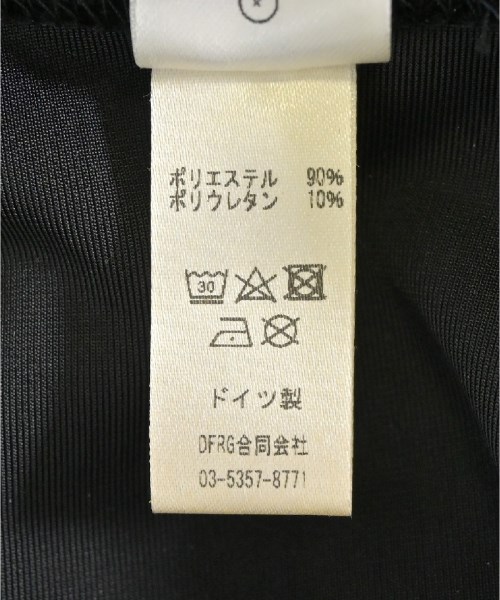 ポリエステル 90%
ポリウレタン 10%
30
ドイツ製
DFRG合同会社
03-5357-8771